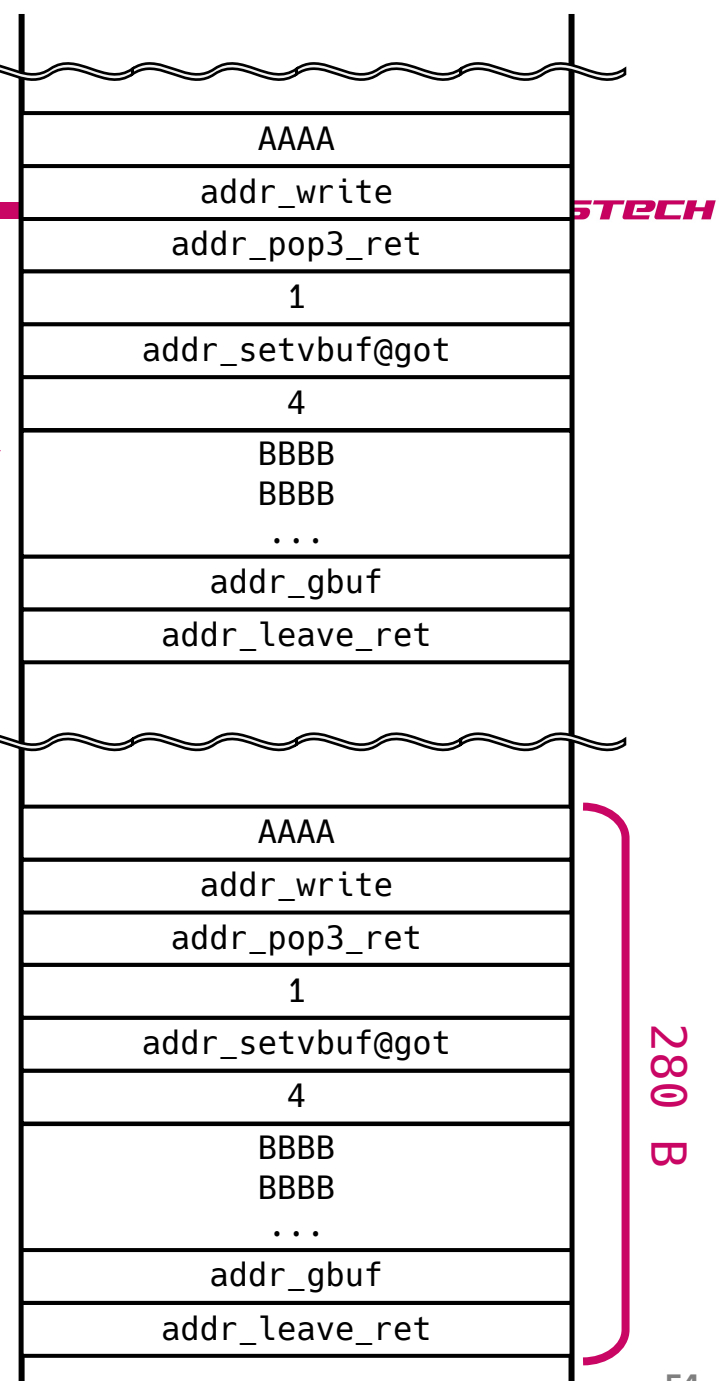 AAAA
addr_write
addr_pop3_ret
1
addr_setvbuf@got
4
BBBB
BBBB
...
addr_gbuf
addr_leave_ret
AAAA
addr_write
addr_pop3_ret
1
addr_setvbuf@got
4
BBBB
BBBB
...
addr_gbuf
addr_leave_ret
280 B